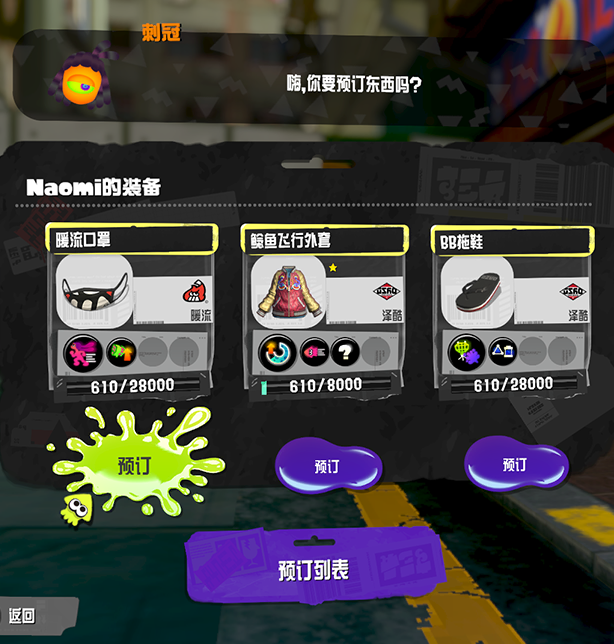 刺冠
嗨,你要预订东西吗?
Naomi的装备
暖流口罩
鲸鱼飞行外套
BB拖鞋
暖流
泽酷
泽酷
?
610/28000
610/8000
610/28000
预订
预订
预订
预订列表
返回